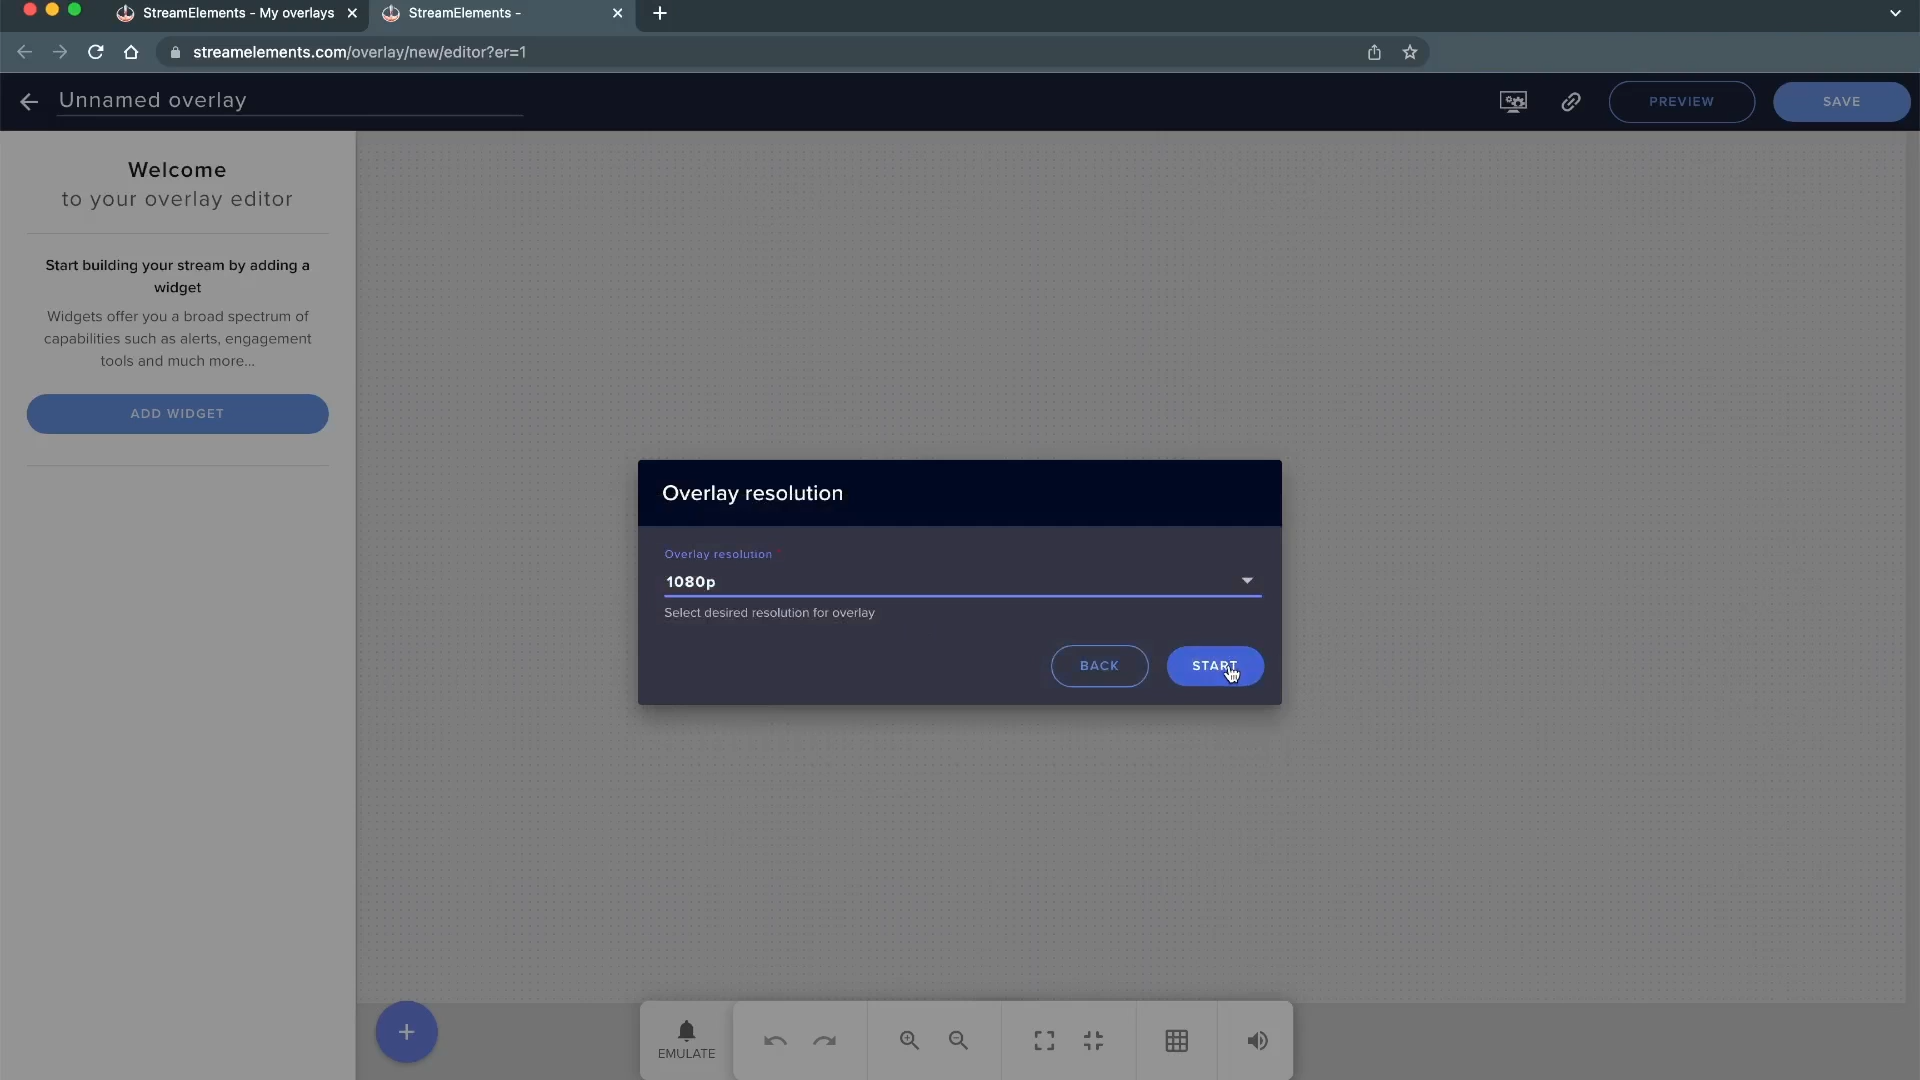 StreamElements - My overlays
StreamElements -
streamelements.com/overlay/new/editor?er=1
Unnamed overlay
PREVIEW
SAVE
Welcome
to your overlay editor
Start building your stream by adding a
widget
Widgets offer you a broad spectrum of
capabilities such as alerts, engagement
tools and much more...
ADD WIDGET
Overlay resolution
Overlay resolution *
1080p
Select desired resolution for overlay
BACK
START
EMULATE